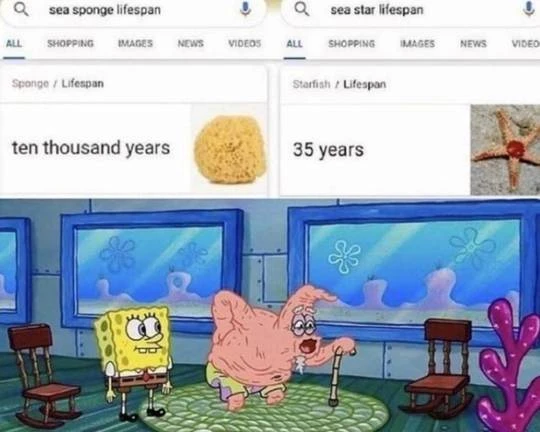 sea sponge lifespan
ALL SHOPPING IMAGES NEWS VIDEOS
Sponge / Lifespan
ten thousand years
sea star lifespan
ALL SHOPPING IMAGES NEWS VIDEO
Starfish / Lifespan
35 years